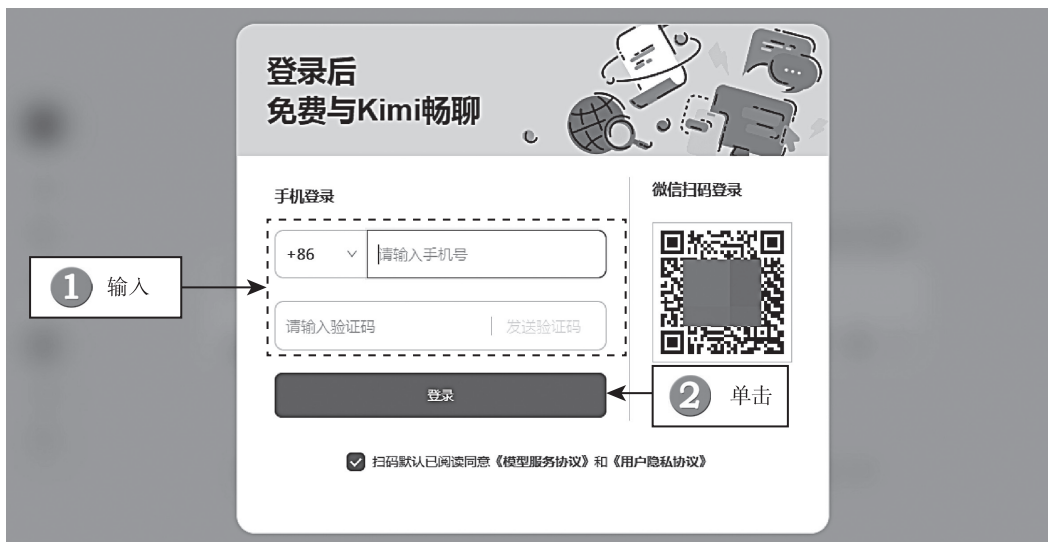 登录后
免费与Kimi畅聊
手机登录
+86 请输入手机号
请输入验证码 发送验证码
登录
微信扫码登录
1 输入
2 单击
扫码默认已阅读同意《模型服务协议》和《用户隐私协议》